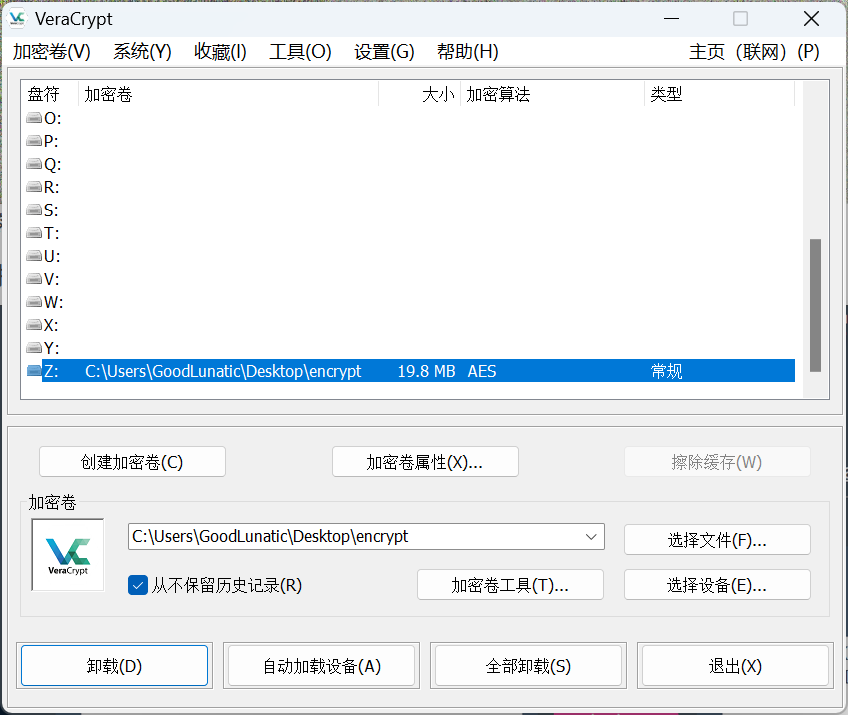 VeraCrypt
加密卷(V) 系统(Y) 收藏(I) 工具(O) 设置(G) 帮助(H) 主页（联网）(P)
盘符 加密卷 大小 加密算法 类型
O:
P:
Q:
R:
S:
T:
U:
V:
W:
X:
Y:
Z: C:\Users\GoodLunatic\Desktop\encrypt 19.8 MB AES 常规
创建加密卷(C) 加密卷属性(X)... 擦除缓存(W)
加密卷
VeraCrypt
C:\Users\GoodLunatic\Desktop\encrypt 选择文件(F)...
从不保留历史记录(R) 加密卷工具(T)... 选择设备(E)...
卸载(D) 自动加载设备(A) 全部卸载(S) 退出(X)